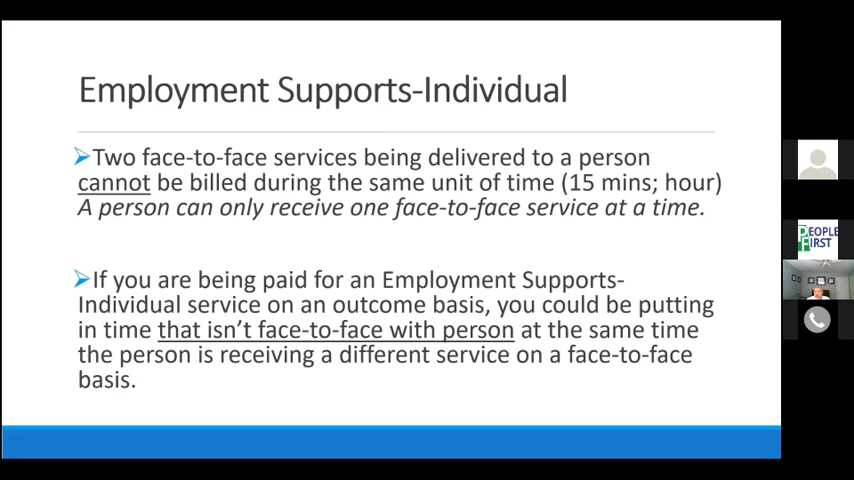 Employment Supports-Individual
Two face-to-face services being delivered to a person
cannot be billed during the same unit of time (15 mins; hour)
A person can only receive one face-to-face service at a time.
If you are being paid for an Employment Supports-
Individual service on an outcome basis, you could be putting
in time that isn't face-to-face with person at the same time
the person is receiving a different service on a face-to-face
basis.
PEOPLE
FIRST